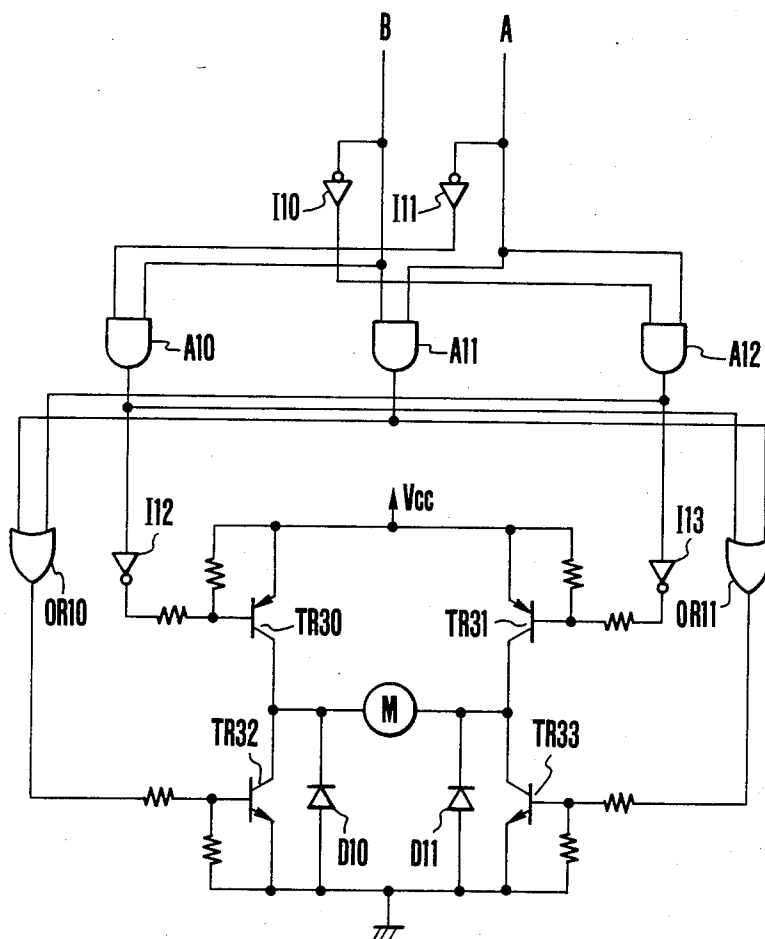 B A
I10 I11
A10 A11 A12
Vcc
I12 I13
OR10 TR30 TR31 OR11
M
TR32 TR33
D10 D11